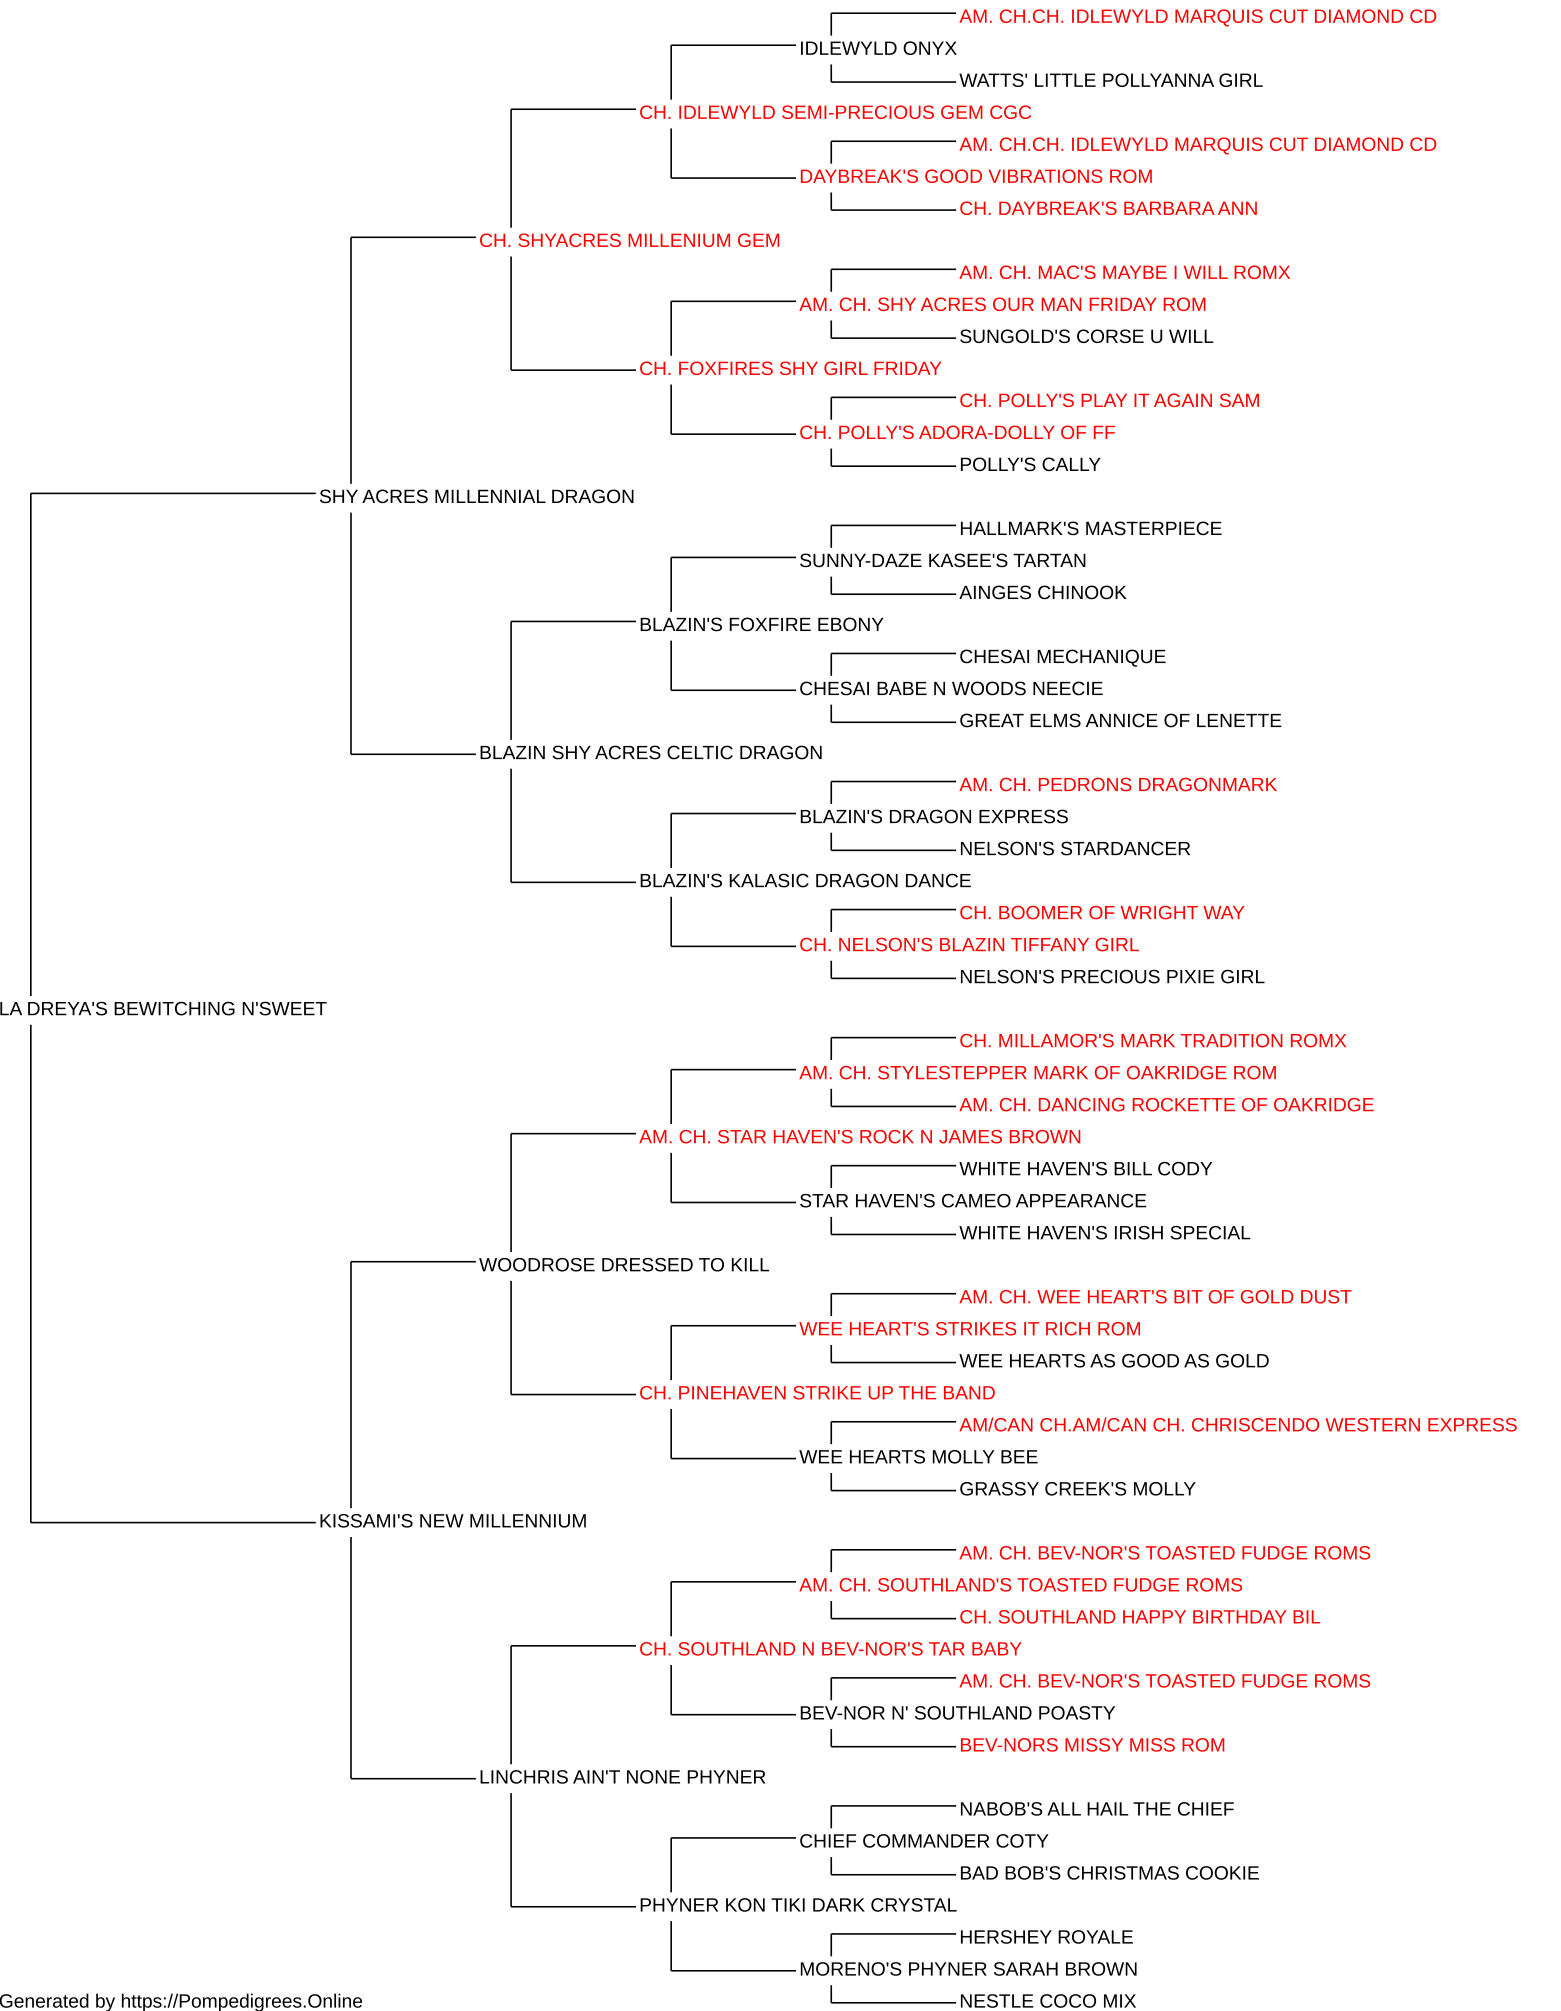 AM. CH.CH. IDLEWYLD MARQUIS CUT DIAMOND CD
IDLEWYLD ONYX
WATTS' LITTLE POLLYANNA GIRL
CH. IDLEWYLD SEMI-PRECIOUS GEM CGC
AM. CH.CH. IDLEWYLD MARQUIS CUT DIAMOND CD
DAYBREAK'S GOOD VIBRATIONS ROM
CH. DAYBREAK'S BARBARA ANN
CH. SHYACRES MILLENIUM GEM
AM. CH. MAC'S MAYBE I WILL ROMX
AM. CH. SHY ACRES OUR MAN FRIDAY ROM
SUNGOLD'S CORSE U WILL
CH. FOXFIRES SHY GIRL FRIDAY
CH. POLLY'S PLAY IT AGAIN SAM
CH. POLLY'S ADORA-DOLLY OF FF
POLLY'S CALLY
SHY ACRES MILLENNIAL DRAGON
HALLMARK'S MASTERPIECE
SUNNY-DAZE KASEE'S TARTAN
AINGES CHINOOK
BLAZIN'S FOXFIRE EBONY
CHESAI MECHANIQUE
CHESAI BABE N WOODS NEECIE
GREAT ELMS ANNICE OF LENETTE
BLAZIN SHY ACRES CELTIC DRAGON
AM. CH. PEDRONS DRAGONMARK
BLAZIN'S DRAGON EXPRESS
NELSON'S STARDANCER
BLAZIN'S KALASIC DRAGON DANCE
CH. BOOMER OF WRIGHT WAY
CH. NELSON'S BLAZIN TIFFANY GIRL
NELSON'S PRECIOUS PIXIE GIRL
LA DREYA'S BEWITCHING N'SWEET
CH. MILLAMOR'S MARK TRADITION ROMX
AM. CH. STYLESTEPPER MARK OF OAKRIDGE ROM
AM. CH. DANCING ROCKETTE OF OAKRIDGE
AM. CH. STAR HAVEN'S ROCK N JAMES BROWN
WHITE HAVEN'S BILL CODY
STAR HAVEN'S CAMEO APPEARANCE
WHITE HAVEN'S IRISH SPECIAL
WOODROSE DRESSED TO KILL
AM. CH. WEE HEART'S BIT OF GOLD DUST
WEE HEART'S STRIKES IT RICH ROM
WEE HEARTS AS GOOD AS GOLD
CH. PINEHAVEN STRIKE UP THE BAND
AM/CAN CH.AM/CAN CH. CHRISCENDO WESTERN EXPRESS
WEE HEARTS MOLLY BEE
GRASSY CREEK'S MOLLY
KISSAMI'S NEW MILLENNIUM
AM. CH. BEV-NOR'S TOASTED FUDGE ROMS
AM. CH. SOUTHLAND'S TOASTED FUDGE ROMS
CH. SOUTHLAND HAPPY BIRTHDAY BIL
CH. SOUTHLAND N BEV-NOR'S TAR BABY
AM. CH. BEV-NOR'S TOASTED FUDGE ROMS
BEV-NOR N' SOUTHLAND POASTY
BEV-NORS MISSY MISS ROM
LINCHRIS AIN'T NONE PHYNER
NABOB'S ALL HAIL THE CHIEF
CHIEF COMMANDER COTY
BAD BOB'S CHRISTMAS COOKIE
PHYNER KON TIKI DARK CRYSTAL
HERSHEY ROYALE
MORENO'S PHYNER SARAH BROWN
NESTLE COCO MIX
Generated by https://Pompedigrees.Online